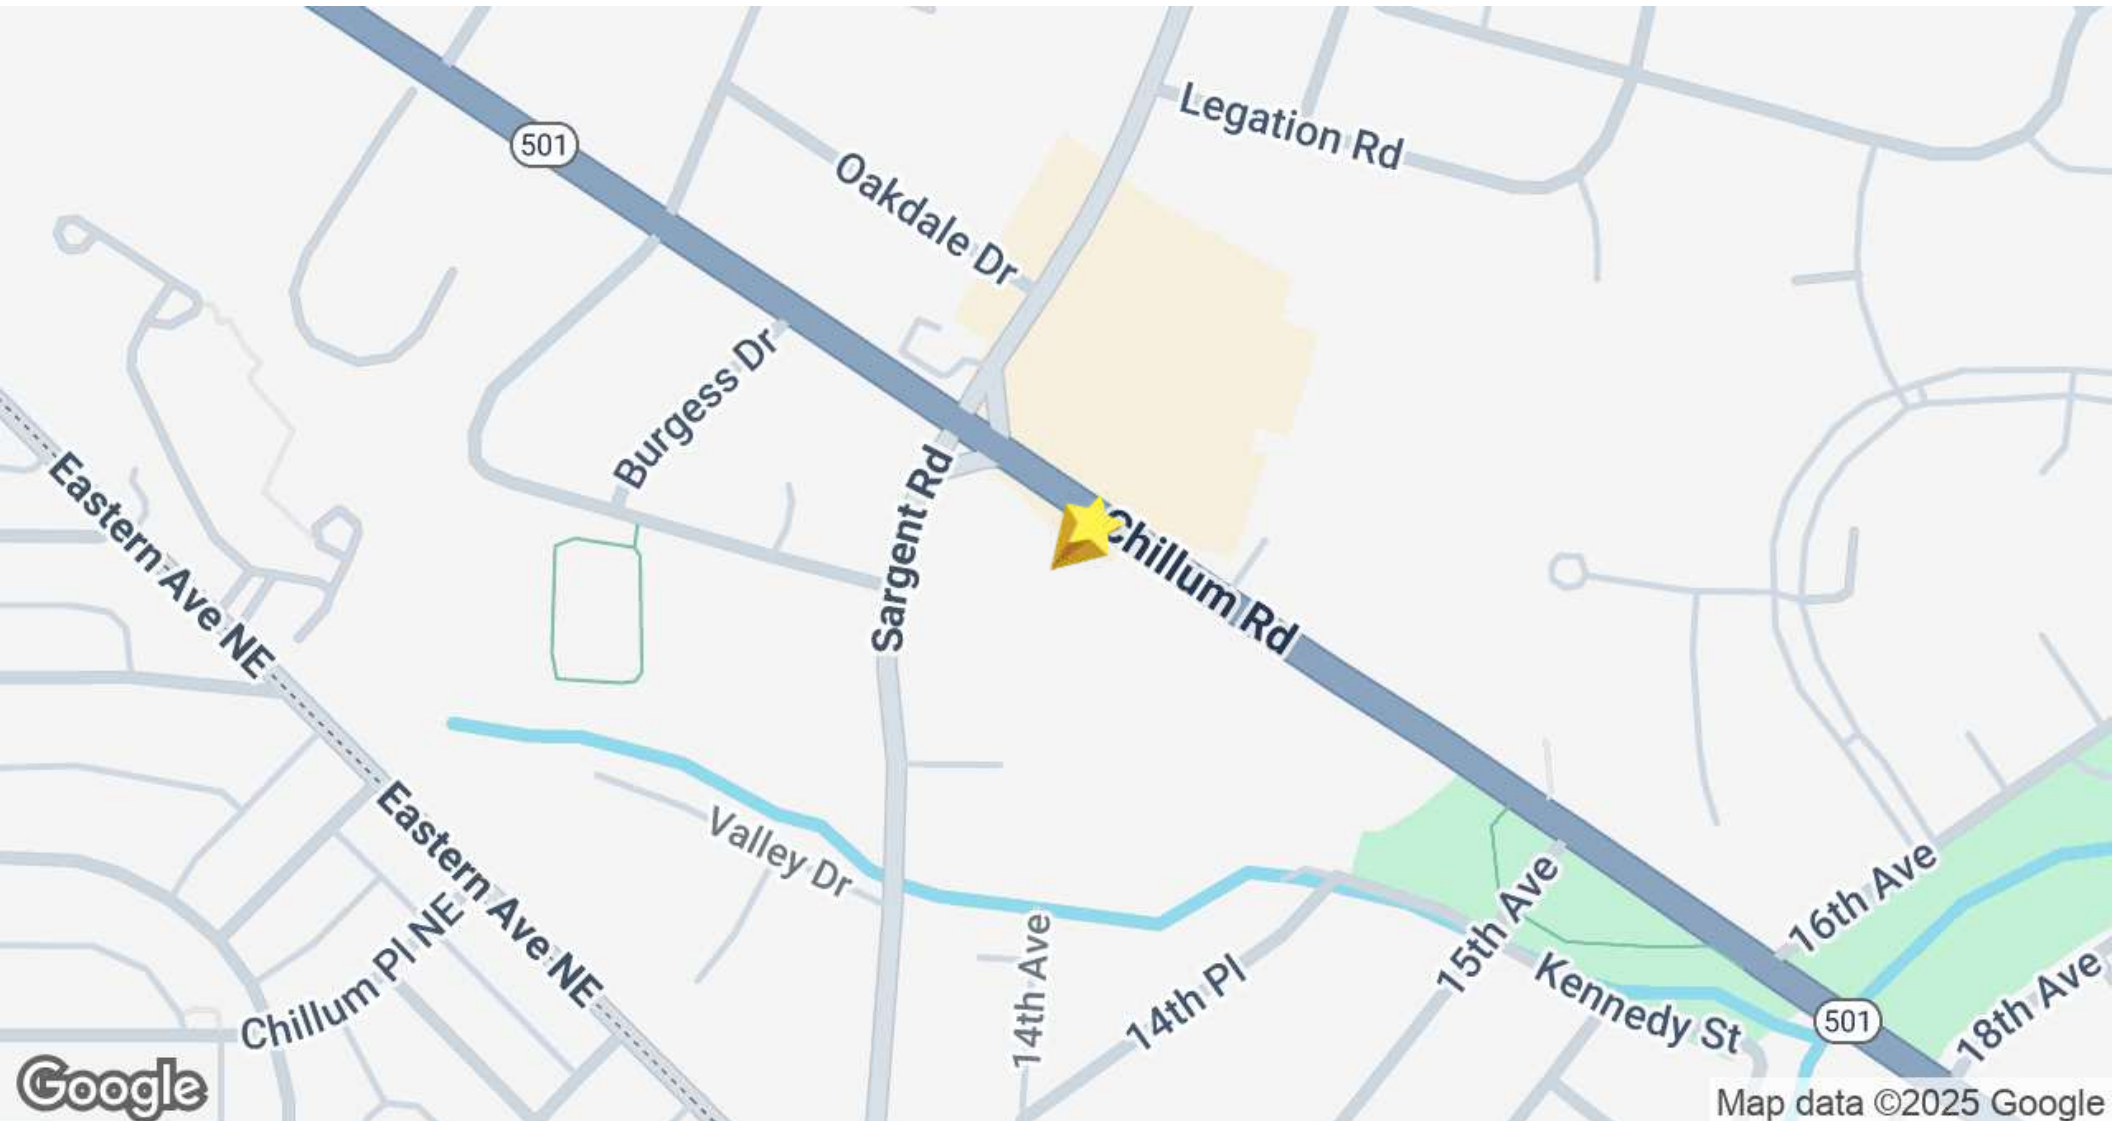 Legation Rd
501
Oakdale Dr
Burgess Dr
Sargent Rd
Eastern Ave NE
Chillum Rd
Valley Dr
Eastern Ave NE
Chillum Pl NE
14th Ave
14th Pl
15th Ave
16th Ave
Kennedy St
501
18th Ave
Google
Map data ©2025 Google